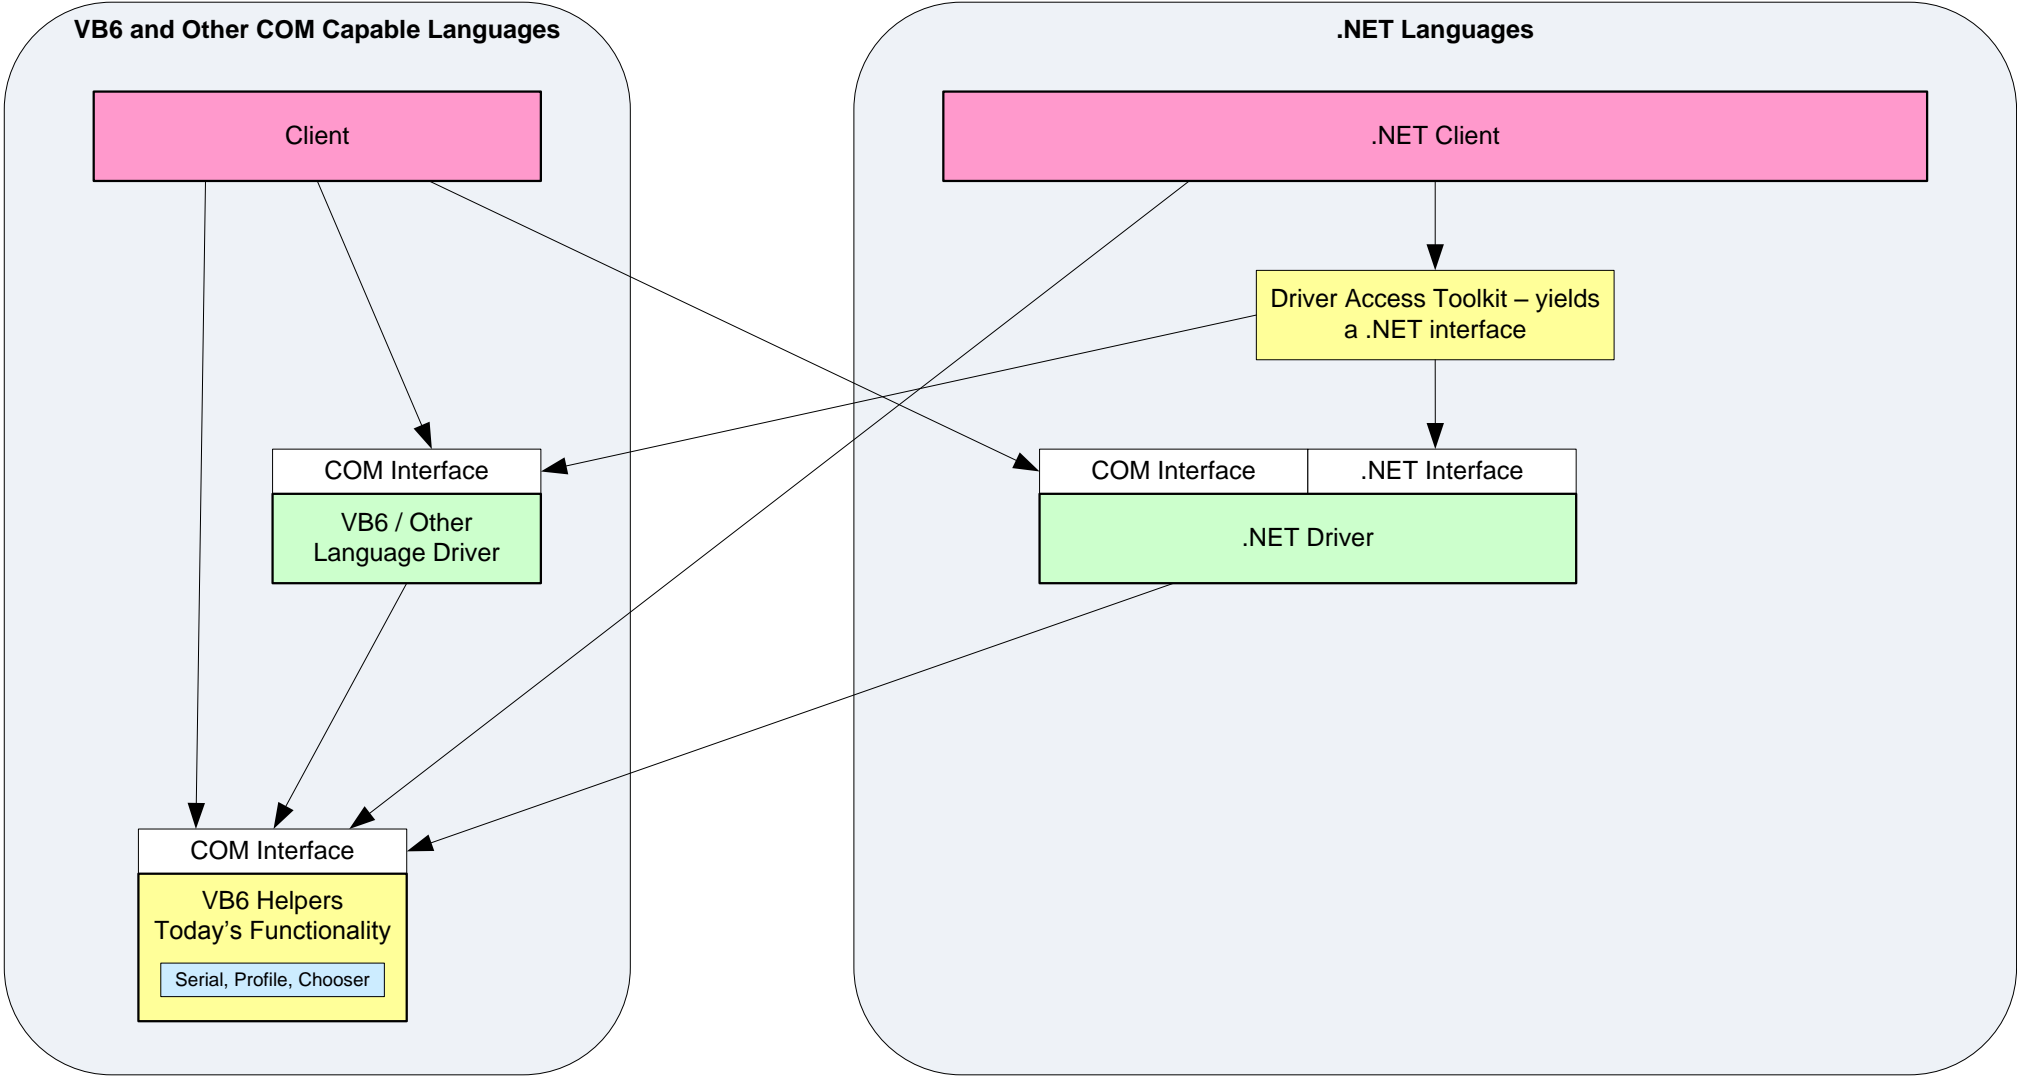 VB6 and Other COM Capable Languages
Client
COM Interface
VB6 / Other
Language Driver
COM Interface
VB6 Helpers
Today’s Functionality
Serial, Profile, Chooser
.NET Languages
.NET Client
Driver Access Toolkit – yields
a .NET interface
COM Interface
.NET Interface
.NET Driver